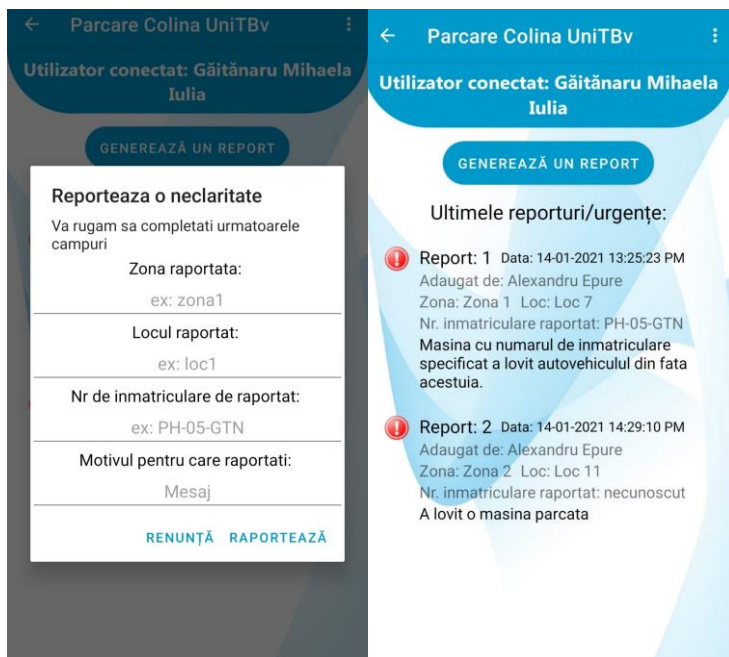 Parcare Colina UniTBv
Utilizator conectat: Găitănaru Mihaela
Iulia
GENEREAZĂ UN REPORT
Reporteaza o neclaritate
Va rugam sa completati urmatoarele
campuri
Zona raportata:
ex: zona1
Locul raportat:
ex: loc1
Nr de inmatriculare de raportat:
ex: PH-05-GTN
Motivul pentru care raportati:
Mesaj
RENUNȚĂ RAPORTEAZĂ
Parcare Colina UniTBv
Utilizator conectat: Găitănaru Mihaela
Iulia
GENEREAZĂ UN REPORT
Ultimele reporturi/urgențe:
Report: 1 Data: 14-01-2021 13:25:23 PM
Adaugat de: Alexandru Epure
Zona: Zona 1 Loc: Loc 7
Nr. inmatriculare raportat: PH-05-GTN
Masina cu numarul de inmatriculare
specificat a lovit autovehiculul din fata
acestuia.
Report: 2 Data: 14-01-2021 14:29:10 PM
Adaugat de: Alexandru Epure
Zona: Zona 2 Loc: Loc 11
Nr. inmatriculare raportat: necunoscut
A lovit o masina parcata